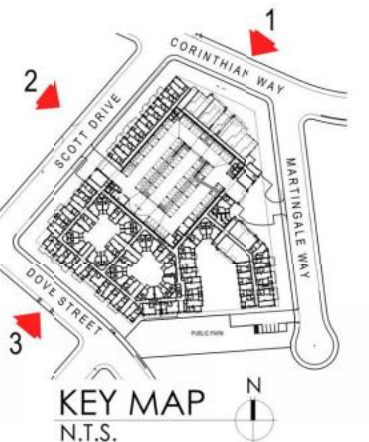 1
CORINTHIAN WAY
2
SCOTT DRIVE
MARTINGALE WAY
DOVE STREET
3
PUBLIC PARK
KEY MAP
N
N.T.S.